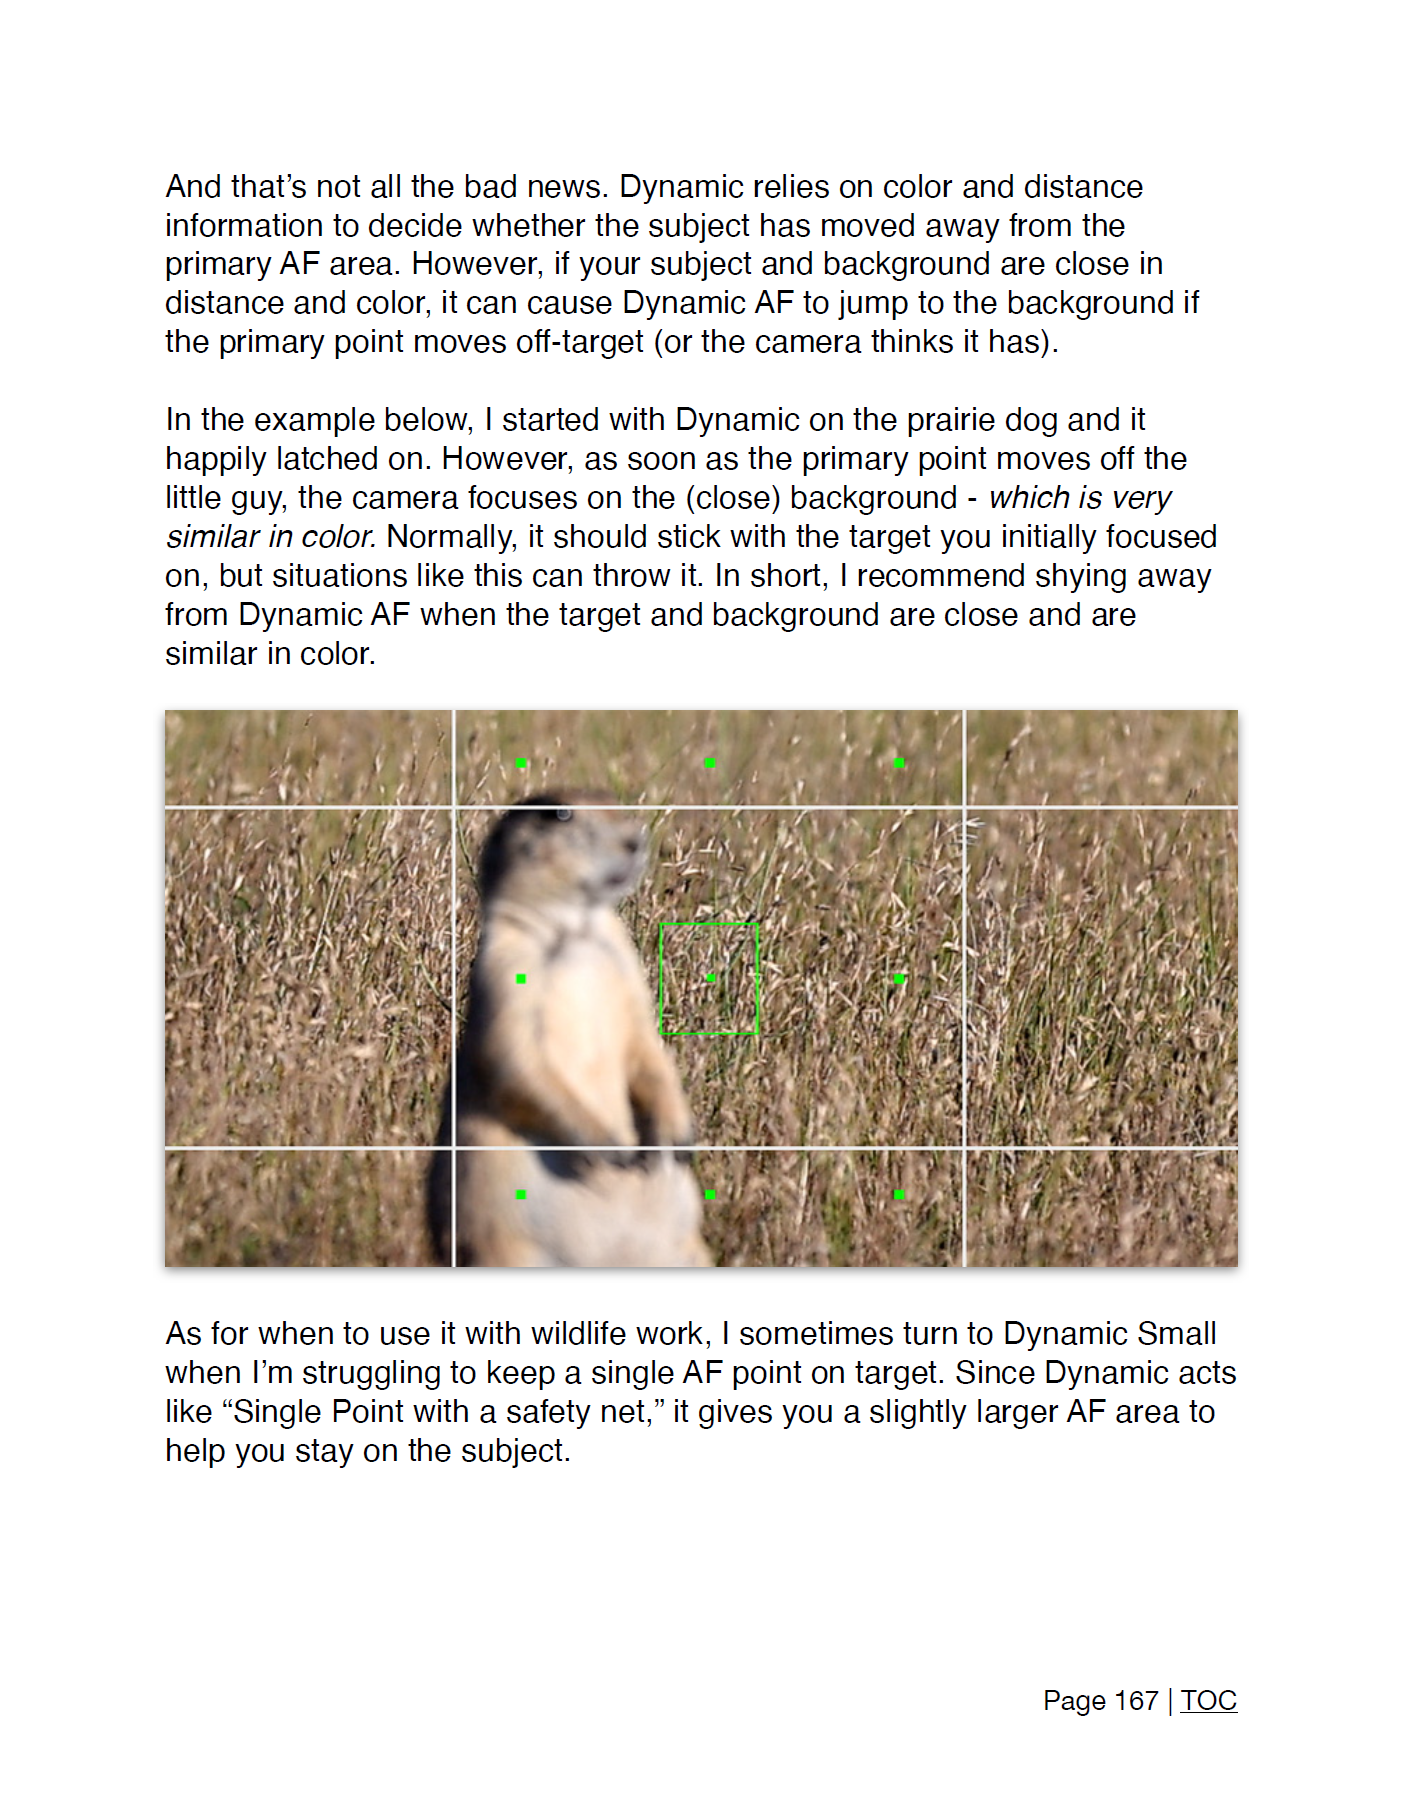 And that’s not all the bad news. Dynamic relies on color and distance
information to decide whether the subject has moved away from the
primary AF area. However, if your subject and background are close in
distance and color, it can cause Dynamic AF to jump to the background if
the primary point moves off-target (or the camera thinks it has).
In the example below, I started with Dynamic on the prairie dog and it
happily latched on. However, as soon as the primary point moves off the
little guy, the camera focuses on the (close) background - which is very
similar in color. Normally, it should stick with the target you initially focused
on, but situations like this can throw it. In short, I recommend shying away
from Dynamic AF when the target and background are close and are
similar in color.
As for when to use it with wildlife work, I sometimes turn to Dynamic Small
when I’m struggling to keep a single AF point on target. Since Dynamic acts
like “Single Point with a safety net,” it gives you a slightly larger AF area to
help you stay on the subject.
Page 167 | TOC